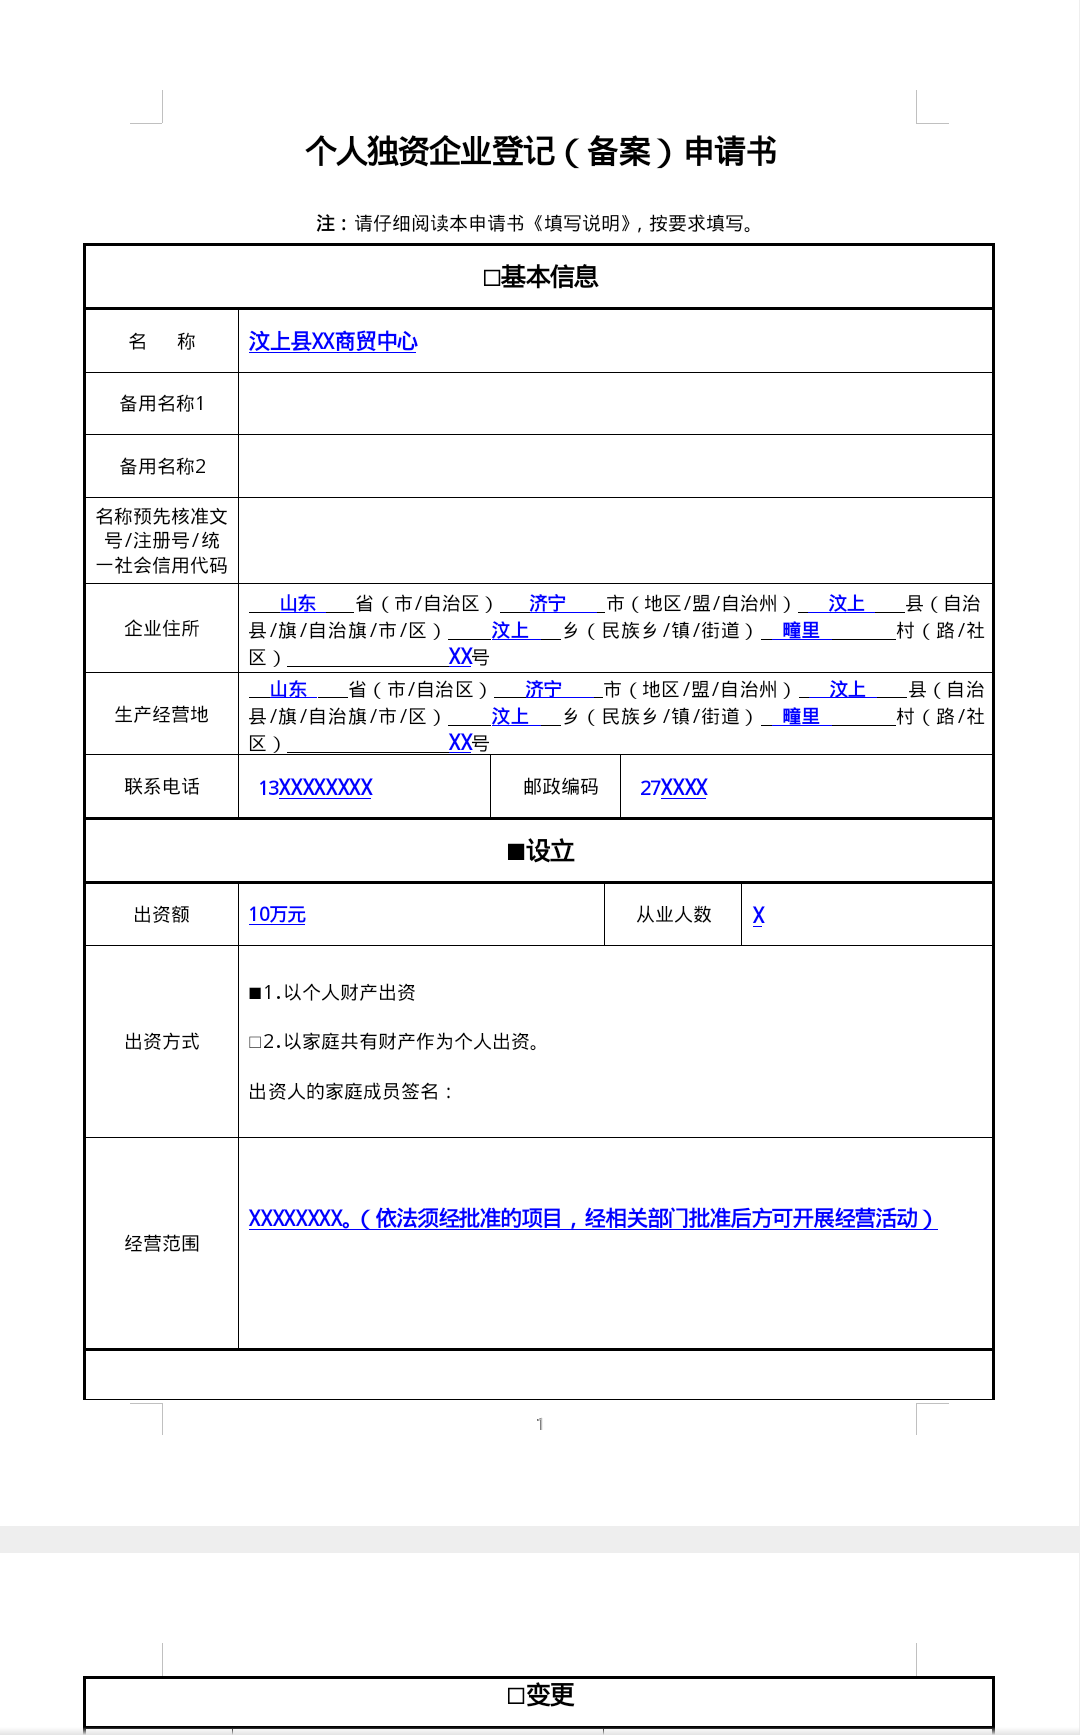 个人独资企业登记（备案）申请书
注：请仔细阅读本申请书《填写说明》, 按要求填写。
□基本信息
名 称 汶上县XX商贸中心
备用名称1
备用名称2
名称预先核准文
号/注册号/统
一社会信用代码
企业住所
山东 省（市/自治区） 济宁 市（地区/盟/自治州） 汶上 县（自治
县/旗/自治旗/市/区） 汶上 乡（民族乡/镇/街道） 疃里 村（路/社
区） XX号
生产经营地
山东 省（市/自治区） 济宁 市（地区/盟/自治州） 汶上 县（自治
县/旗/自治旗/市/区） 汶上 乡（民族乡/镇/街道） 疃里 村（路/社
区） XX号
联系电话 13XXXXXXXX 邮政编码 27XXXX
■设立
出资额 10万元 从业人数 X
出资方式
■1.以个人财产出资
□2.以家庭共有财产作为个人出资。
出资人的家庭成员签名：
经营范围
XXXXXXXX。（依法须经批准的项目，经相关部门批准后方可开展经营活动）
1
□变更